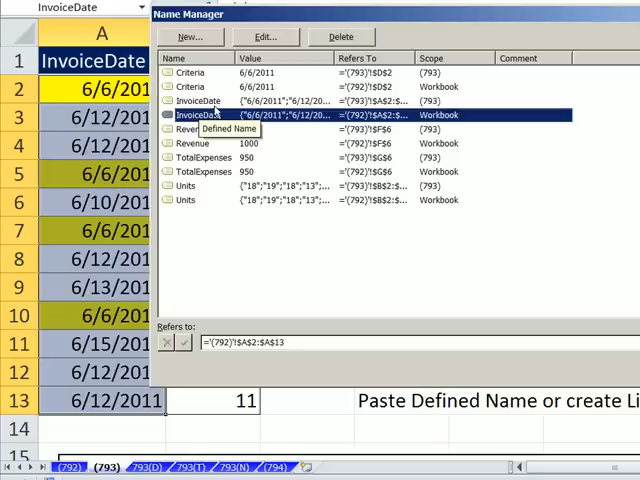 InvoiceDate
Name Manager
New... Edit... Delete
Name Value Refers To Scope Comment
Criteria 6/6/2011 ='(793)'!$D$2 (793)
Criteria 6/6/2011 ='(792)'!$D$2 Workbook
InvoiceDate {"6/6/2011";"6/12/20... ='(793)'!$A$2:... (793)
InvoiceDate {"6/6/2011";"6/12/20... ='(792)'!$A$2:... Workbook
Defined Name
='(793)'!$F$6 (793)
Revenue 1000 ='(792)'!$F$6 Workbook
TotalExpenses 950 ='(793)'!$G$6 (793)
TotalExpenses 950 ='(792)'!$G$6 Workbook
Units {"18";"19";"18";"13";... ='(793)'!$B$2:$... (793)
Units {"18";"19";"18";"13";... ='(792)'!$B$2:$... Workbook
Refers to:
='(792)'!$A$2:$A$13
A
1 InvoiceDate
2 6/6/201
3 6/12/201
4 6/12/201
5 6/6/201
6 6/10/201
7 6/6/201
8 6/12/201
9 6/13/201
10 6/6/201
11 6/15/201
12 6/12/201
13 6/12/2011 11 Paste Defined Name or create Li
14
15
(792) (793) 793(D) 793(T) 793(N) (794)